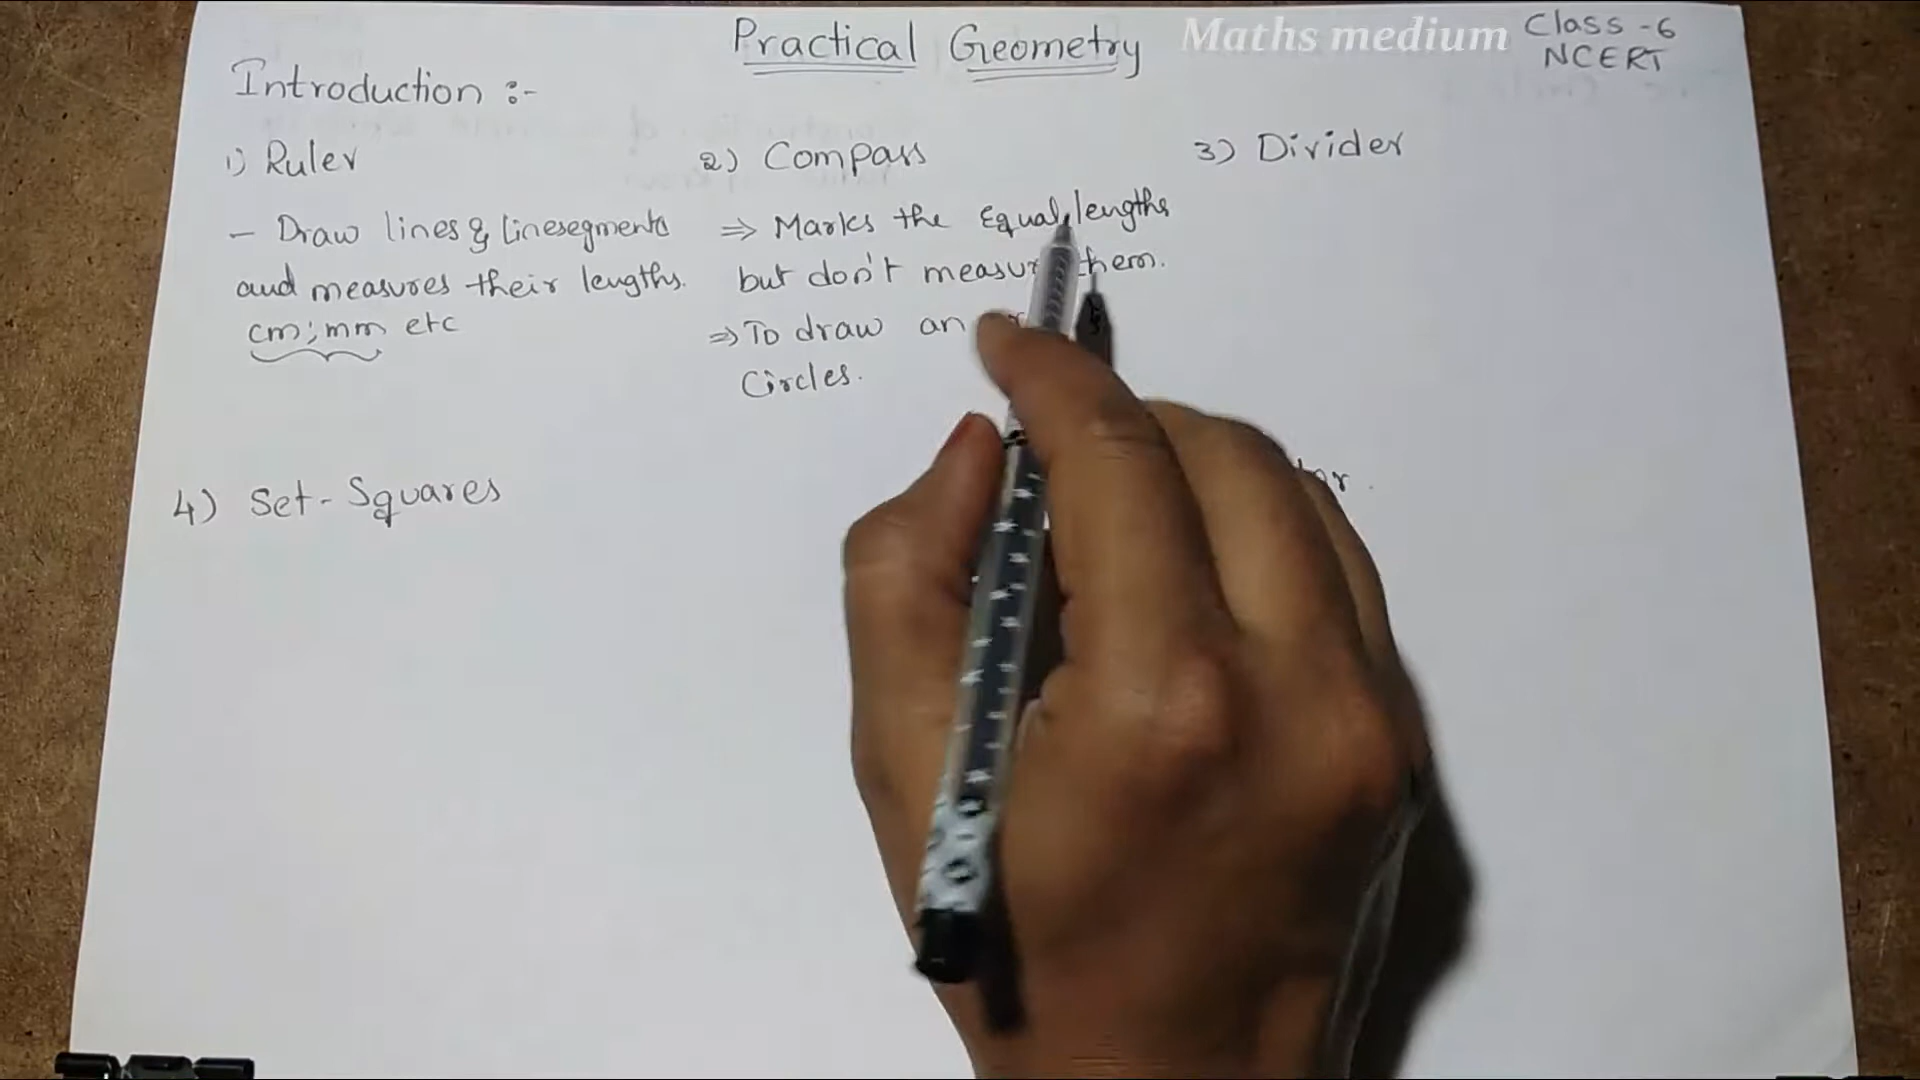 Practical Geometry
Maths medium
Class - 6
NCERT
Introduction :-
1) Ruler
- Draw lines & linesegments
and measures their lengths.
cm; mm etc
2) Compass
⇒ Marks the Equal lengths
but don't measure them.
⇒ To draw an
Circles.
3) Divider
4) Set-Squares